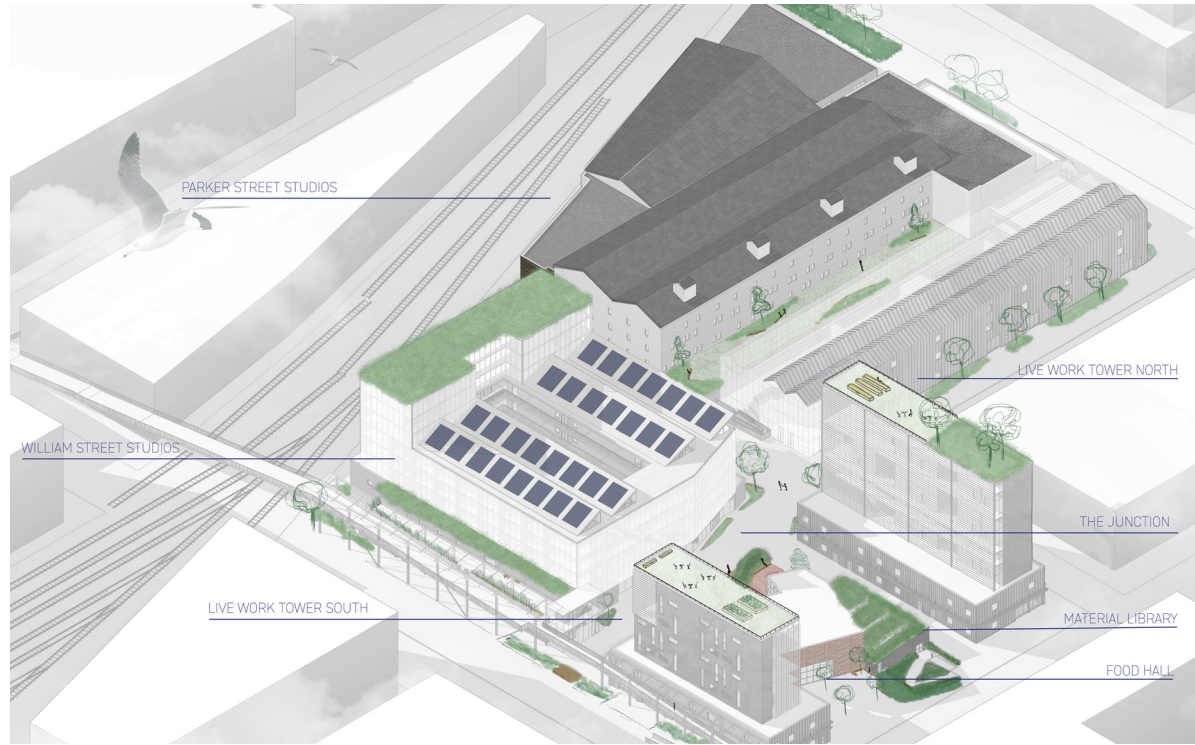 PARKER STREET STUDIOS
LIVE WORK TOWER NORTH
WILLIAM STREET STUDIOS
THE JUNCTION
LIVE WORK TOWER SOUTH
MATERIAL LIBRARY
FOOD HALL